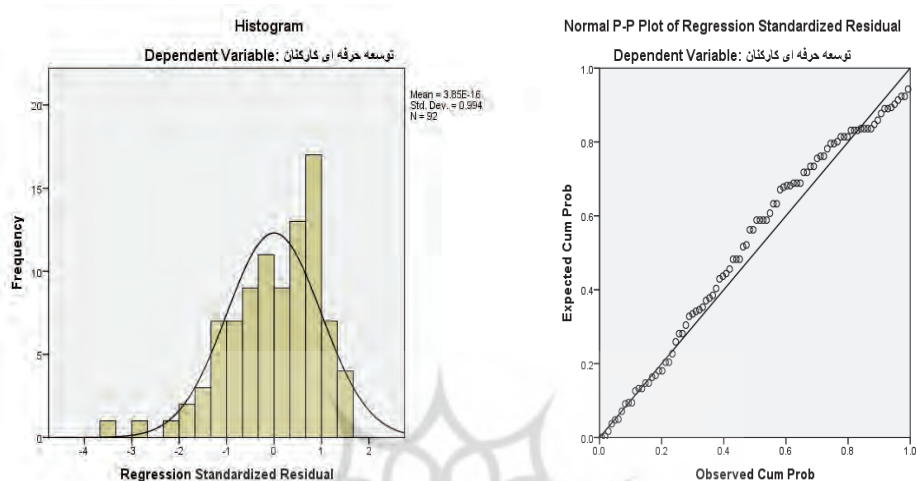 Histogram
Dependent Variable: توسعه حرفه ای کارکنان
Mean = 3.85E-16
Std. Dev. = 0.994
N = 92
20
15
10
5
0
Frequency
-4 -3 -2 -1 0 1 2
Regression Standardized Residual
Normal P-P Plot of Regression Standardized Residual
Dependent Variable: توسعه حرفه ای کارکنان
1.0
0.8
0.6
0.4
0.2
0.0
Expected Cum Prob
0.0 0.2 0.4 0.6 0.8 1.0
Observed Cum Prob